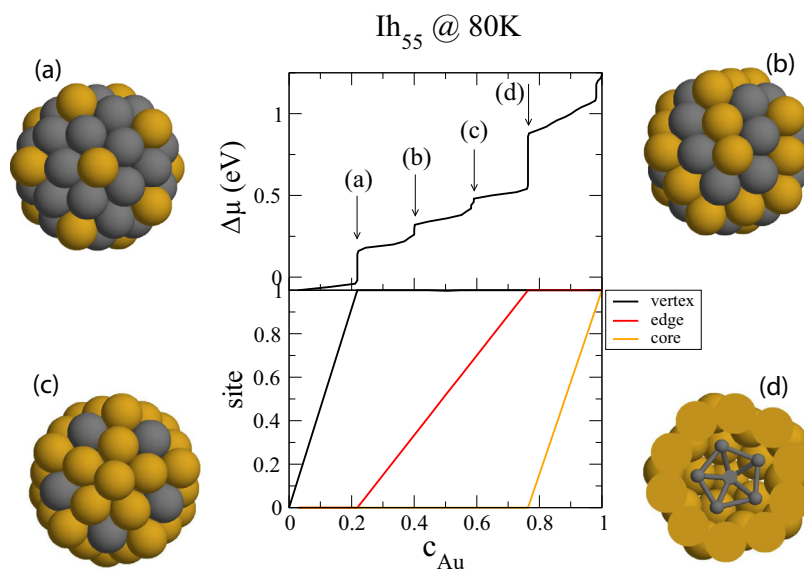 Ih55 @ 80K
(a)
(b)
(c)
(d)
Δμ (eV)
1
0.5
0
(a)
(b)
(c)
(d)
site
1
0.8
0.6
0.4
0.2
0
0
0.2
0.4
0.6
0.8
1
cAu
vertex
edge
core